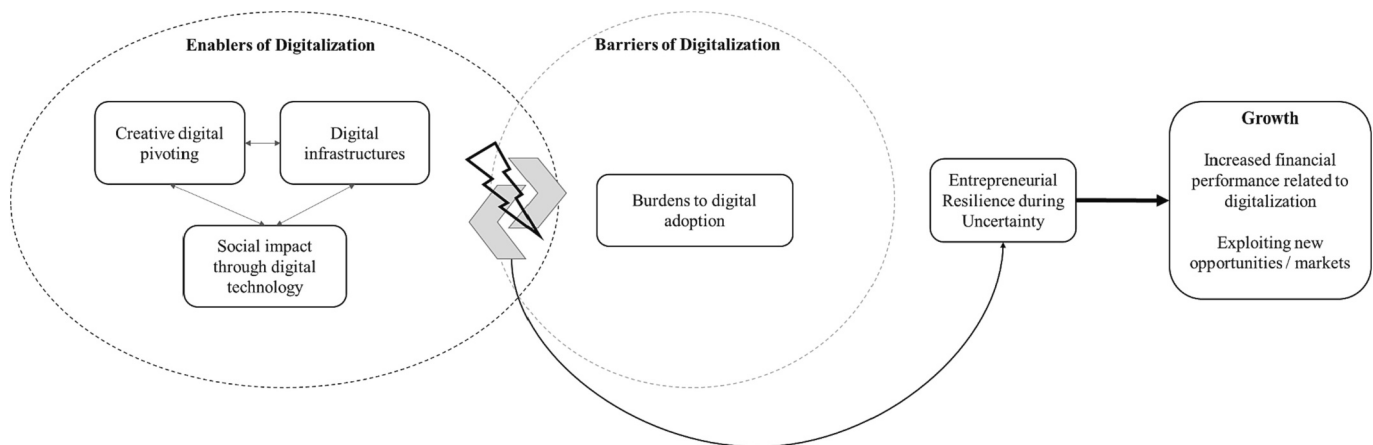 Enablers of Digitalization
Creative digital
pivoting
Digital
infrastructures
Social impact
through digital
technology
Barriers of Digitalization
Burdens to digital
adoption
Entrepreneurial
Resilience during
Uncertainty
Growth
Increased financial
performance related to
digitalization
Exploiting new
opportunities / markets